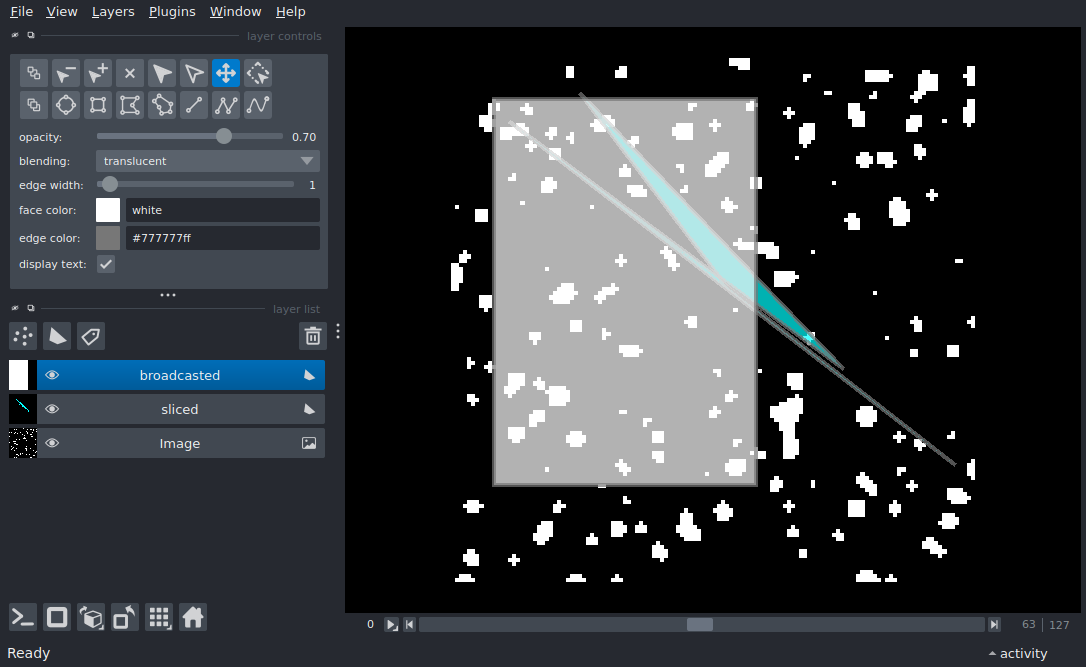 File View Layers Plugins Window Help
layer controls
opacity: 0.70
blending: translucent
edge width: 1
face color: white
edge color: #777777ff
display text:
layer list
broadcasted
sliced
Image
0 63 127
Ready activity